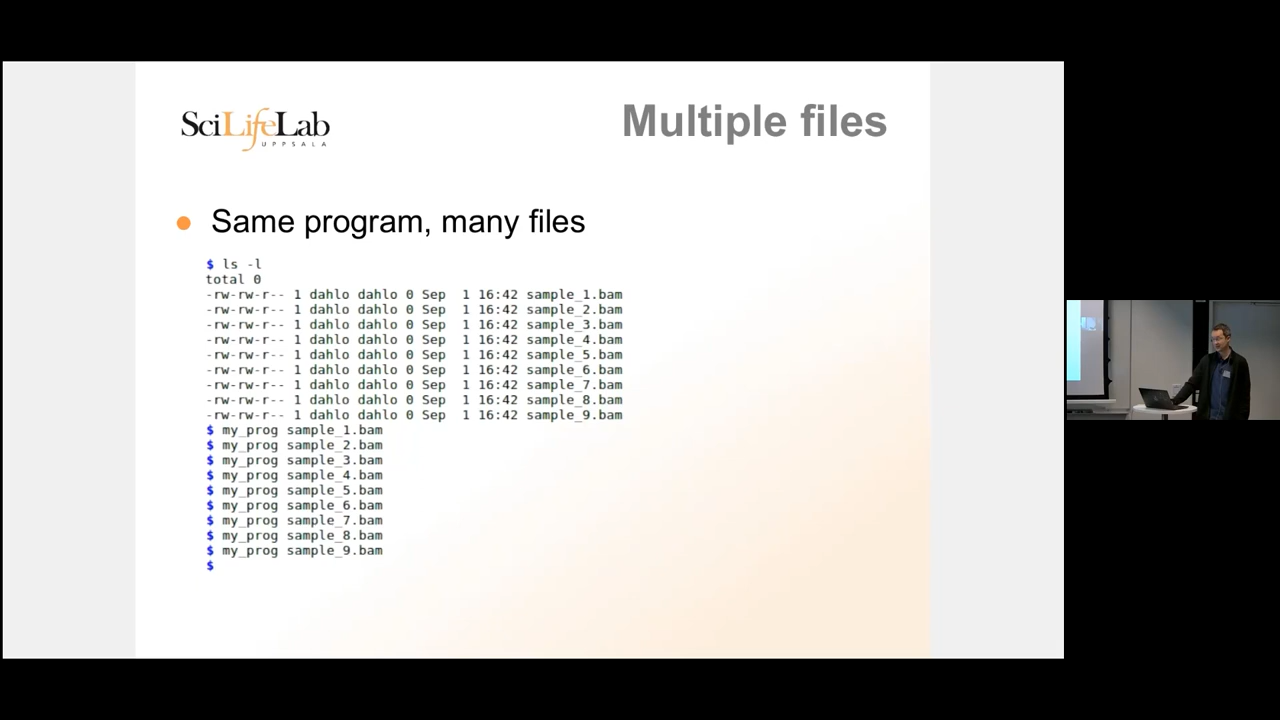 SciLifeLab
UPPSALA
Multiple files
Same program, many files
$ ls -l
total 0
-rw-rw-r-- 1 dahlo dahlo 0 Sep  1 16:42 sample_1.bam
-rw-rw-r-- 1 dahlo dahlo 0 Sep  1 16:42 sample_2.bam
-rw-rw-r-- 1 dahlo dahlo 0 Sep  1 16:42 sample_3.bam
-rw-rw-r-- 1 dahlo dahlo 0 Sep  1 16:42 sample_4.bam
-rw-rw-r-- 1 dahlo dahlo 0 Sep  1 16:42 sample_5.bam
-rw-rw-r-- 1 dahlo dahlo 0 Sep  1 16:42 sample_6.bam
-rw-rw-r-- 1 dahlo dahlo 0 Sep  1 16:42 sample_7.bam
-rw-rw-r-- 1 dahlo dahlo 0 Sep  1 16:42 sample_8.bam
-rw-rw-r-- 1 dahlo dahlo 0 Sep  1 16:42 sample_9.bam
$ my_prog sample_1.bam
$ my_prog sample_2.bam
$ my_prog sample_3.bam
$ my_prog sample_4.bam
$ my_prog sample_5.bam
$ my_prog sample_6.bam
$ my_prog sample_7.bam
$ my_prog sample_8.bam
$ my_prog sample_9.bam
$